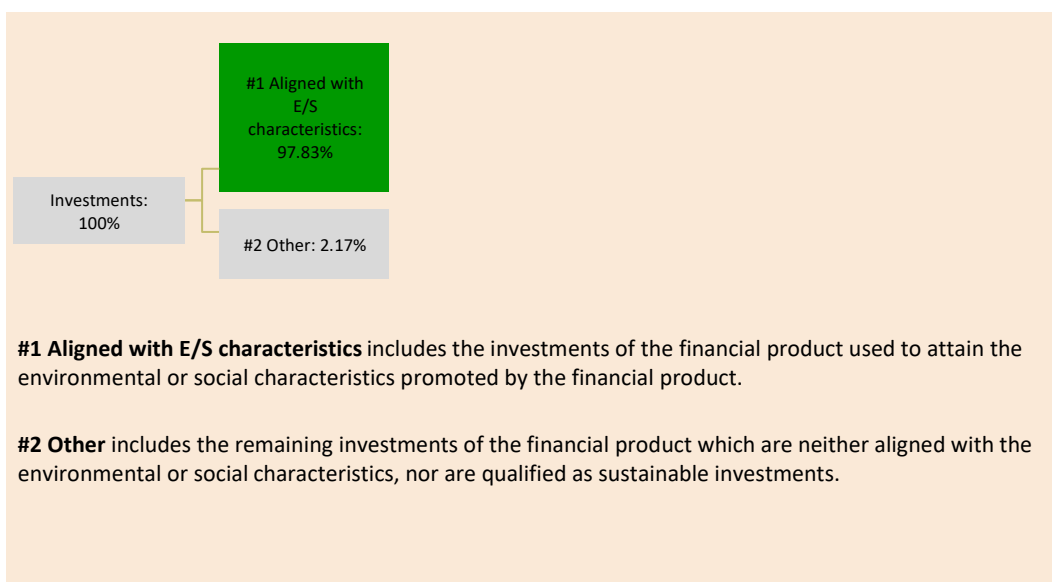 #1 Aligned with
E/S
characteristics:
97.83%
Investments:
100%
#2 Other: 2.17%
#1 Aligned with E/S characteristics includes the investments of the financial product used to attain the
environmental or social characteristics promoted by the financial product.
#2 Other includes the remaining investments of the financial product which are neither aligned with the
environmental or social characteristics, nor are qualified as sustainable investments.